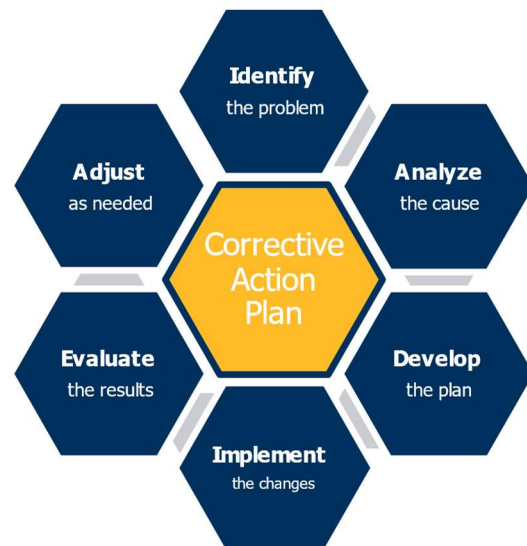 Identify
the problem
Analyze
the cause
Develop
the plan
Implement
the changes
Evaluate
the results
Adjust
as needed
Corrective
Action
Plan